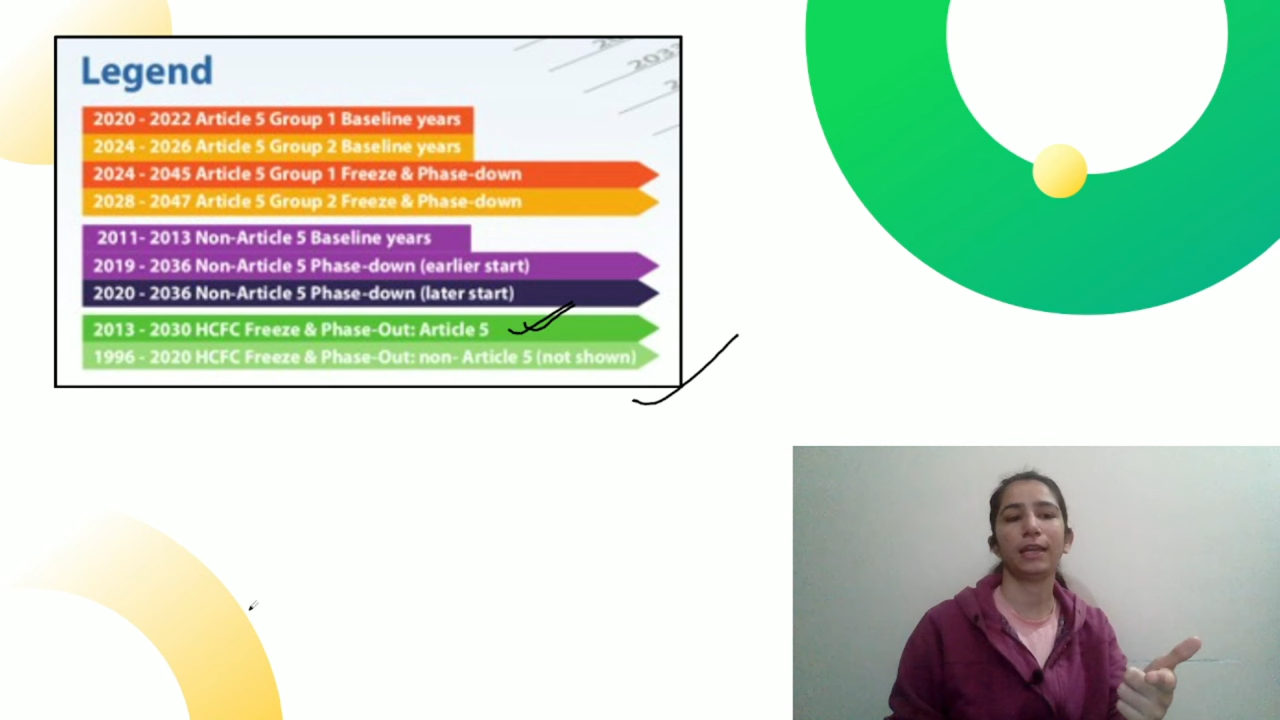 Legend
2020 - 2022 Article 5 Group 1 Baseline years
2024 - 2026 Article 5 Group 2 Baseline years
2024 - 2045 Article 5 Group 1 Freeze & Phase-down
2028 - 2047 Article 5 Group 2 Freeze & Phase-down
2011- 2013 Non-Article 5 Baseline years
2019 - 2036 Non-Article 5 Phase-down (earlier start)
2020 - 2036 Non-Article 5 Phase-down (later start)
2013 - 2030 HCFC Freeze & Phase-Out: Article 5
1996 - 2020 HCFC Freeze & Phase-Out: non- Article 5 (not shown)